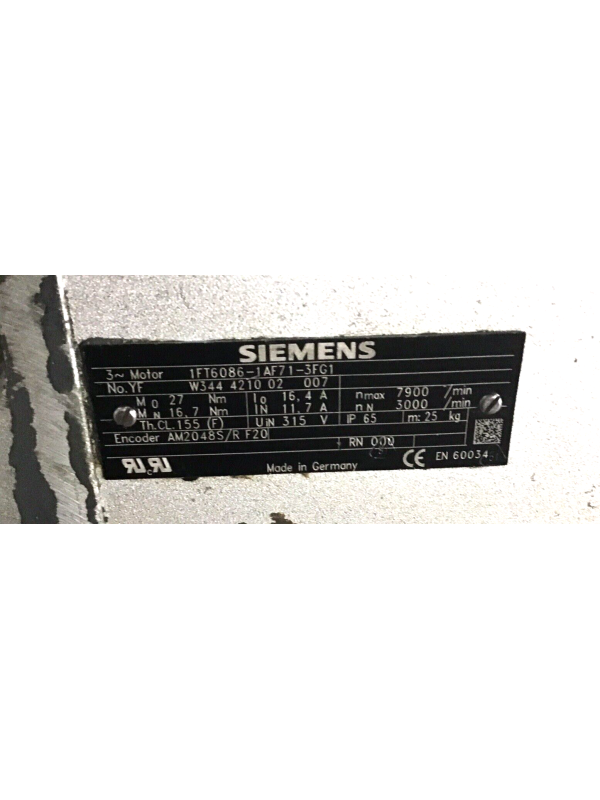 SIEMENS
3~ Motor 1FT6086-1AF71-3FG1
No.YF W344 4210 02 007
M0 27 Nm I0 16,4 A nmax 7900 /min
MN 16,7 Nm IN 11,7 A nN 3000 /min
Th.CL.155 (F) UIN 315 V IP 65 m: 25 kg
Encoder AM2048S/R F20 RN 000
Made in Germany CE EN 60034